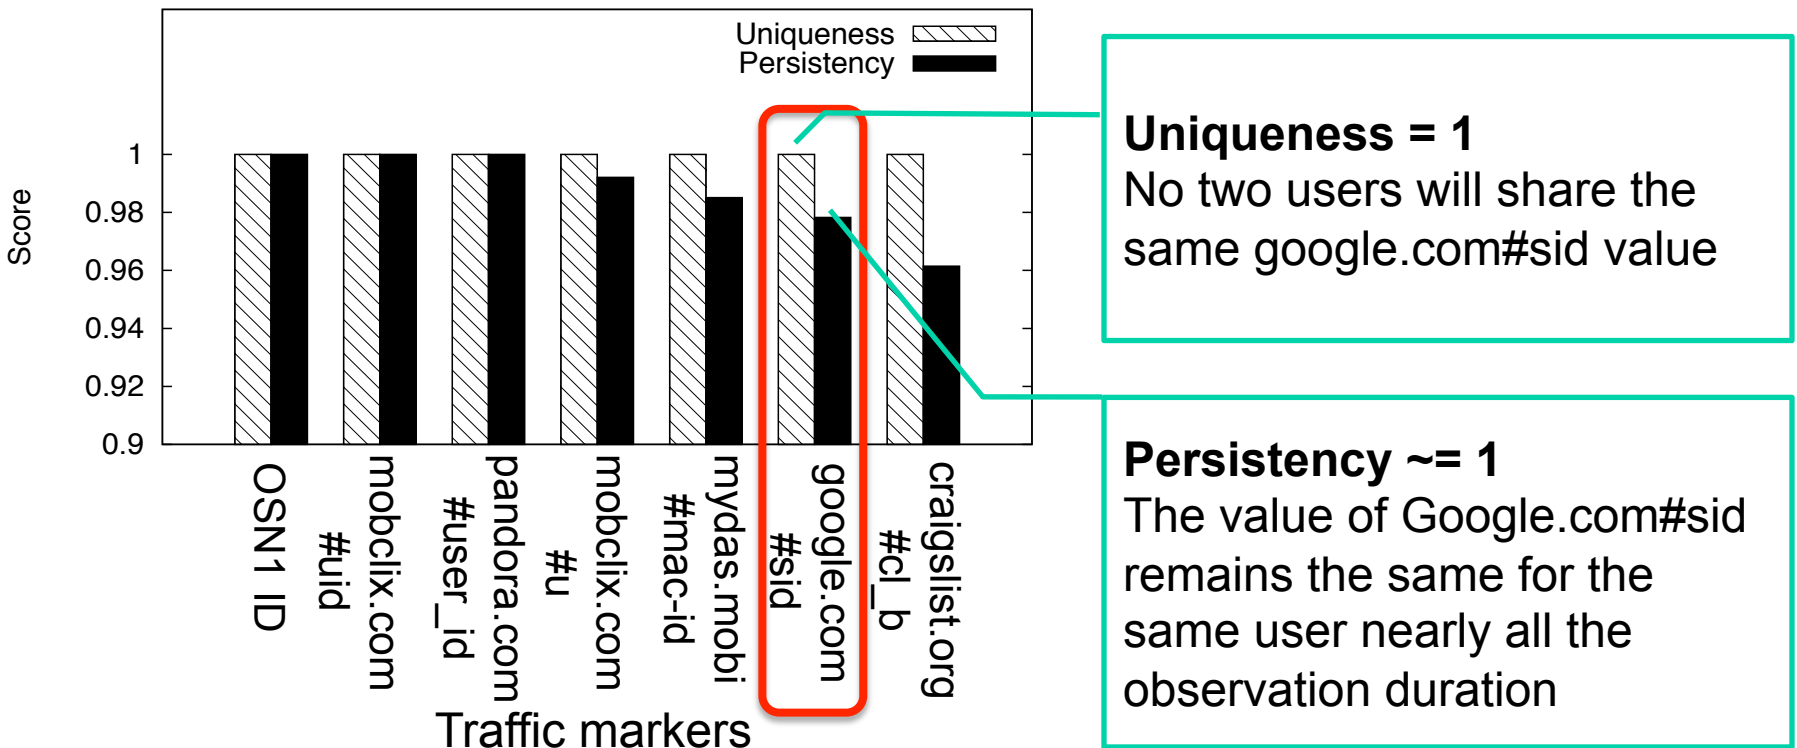 Uniqueness
Persistency
Score
1
0.98
0.96
0.94
0.92
0.9
OSN1 ID
mobclix.com
#uid
pandora.com
#user_id
mobclix.com
#u
mydas.mobi
#mac-id
google.com
#sid
craigslist.org
#cl_b
Traffic markers
Uniqueness = 1
No two users will share the
same google.com#sid value
Persistency ~= 1
The value of Google.com#sid
remains the same for the
same user nearly all the
observation duration